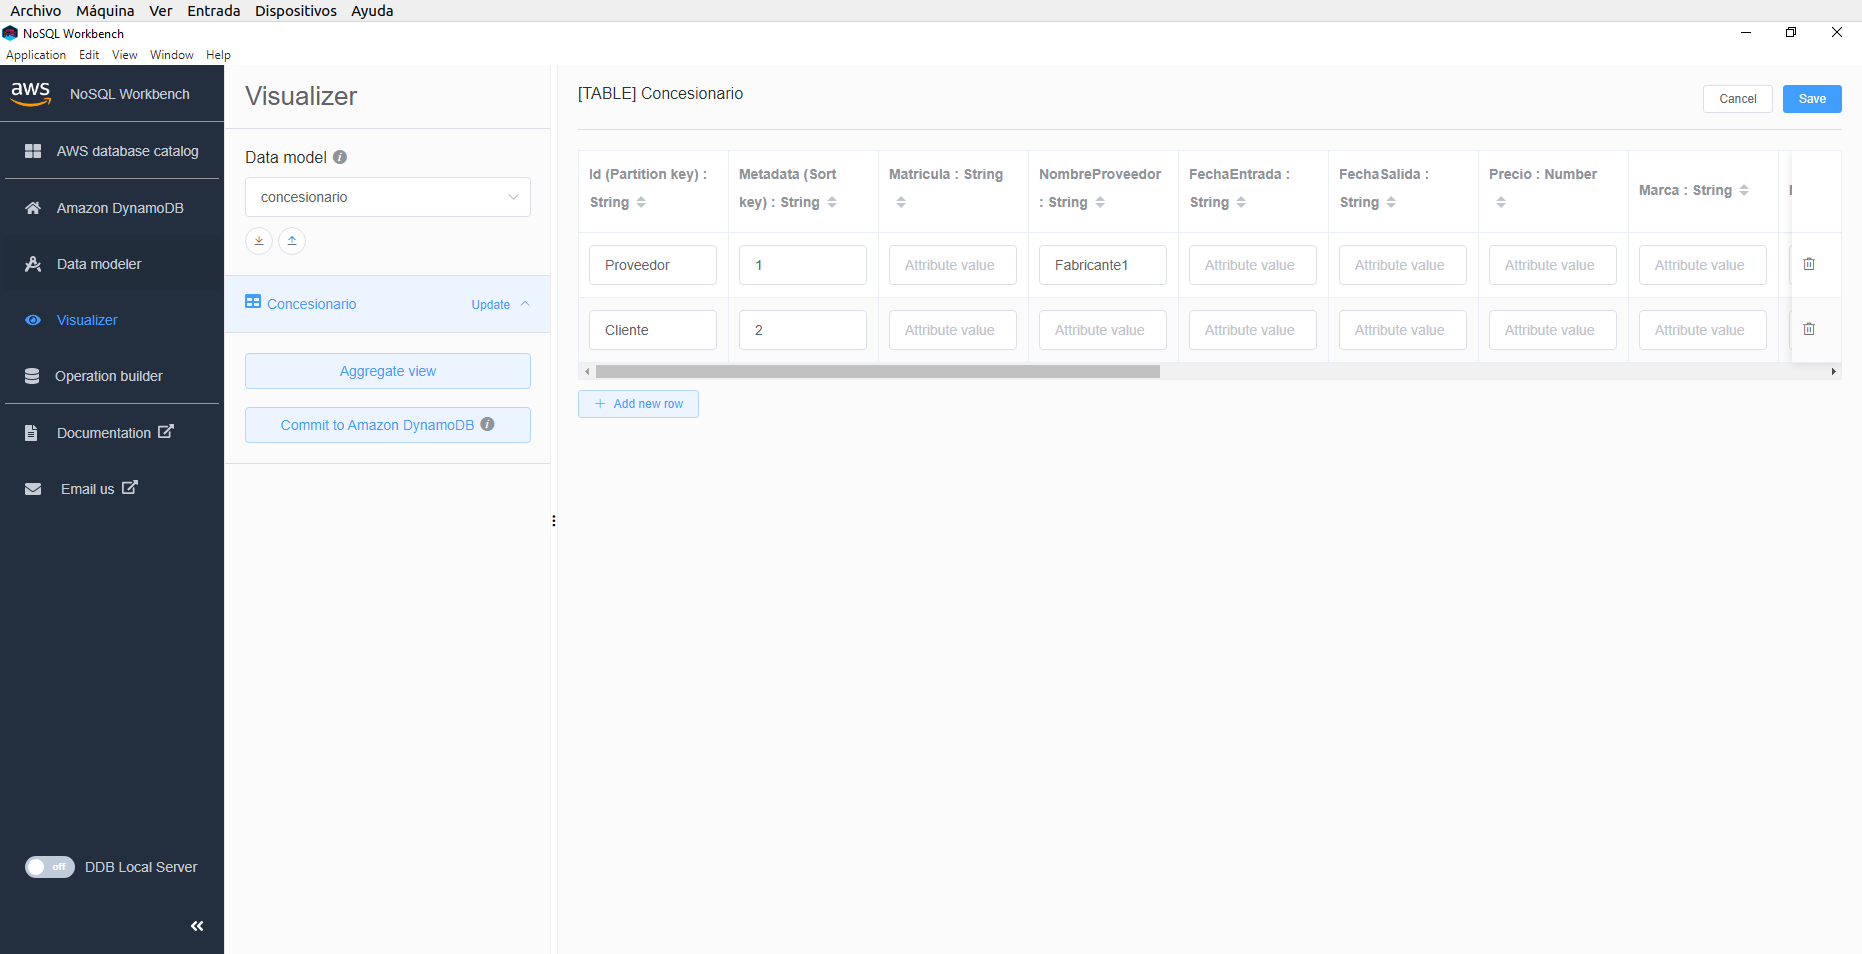 Archivo Máquina Ver Entrada Dispositivos Ayuda
NoSQL Workbench
Application Edit View Window Help
aws NoSQL Workbench
AWS database catalog
Amazon DynamoDB
Data modeler
Visualizer
Operation builder
Documentation
Email us
off DDB Local Server
Visualizer
Data model
concesionario
Concesionario Update
Aggregate view
Commit to Amazon DynamoDB
[TABLE] Concesionario
Cancel Save
Id (Partition key) : String
Metadata (Sort key) : String
Matricula : String
NombreProveedor : String
FechaEntrada : String
FechaSalida : String
Precio : Number
Marca : String
Proveedor 1 Attribute value Fabricante1 Attribute value Attribute value Attribute value Attribute value
Cliente 2 Attribute value Attribute value Attribute value Attribute value Attribute value Attribute value
Add new row